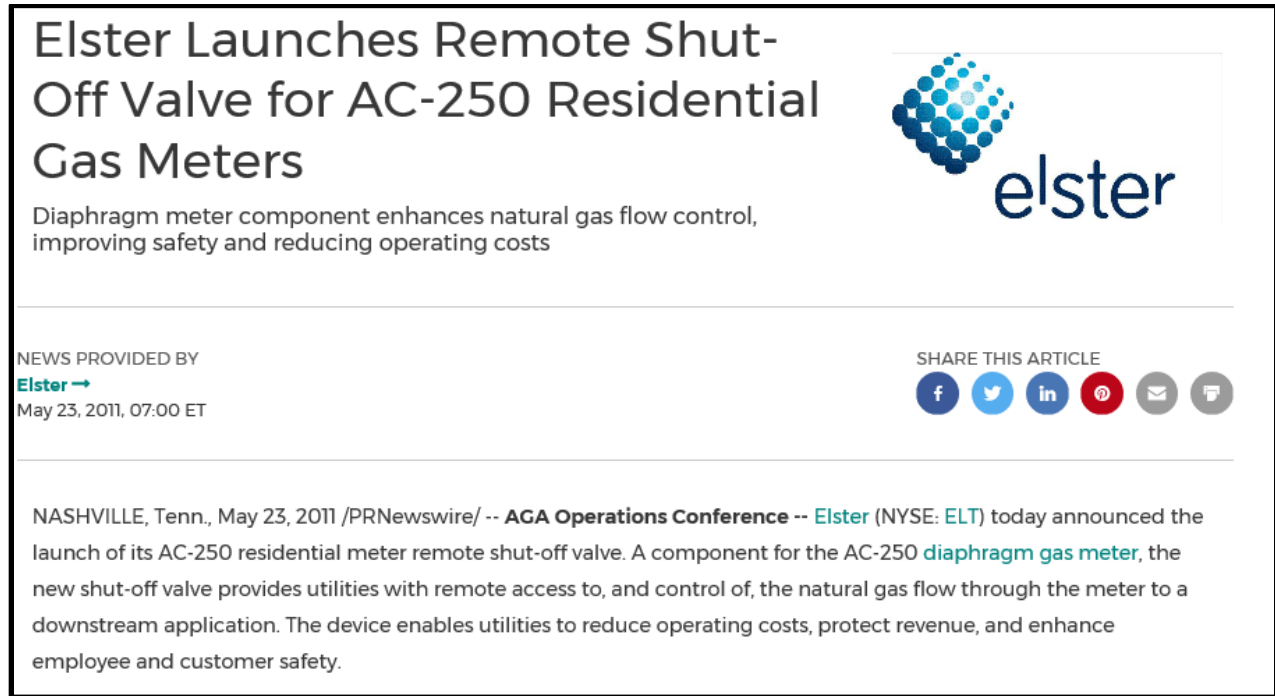 Elster Launches Remote Shut-
Off Valve for AC-250 Residential
Gas Meters
elster
Diaphragm meter component enhances natural gas flow control,
improving safety and reducing operating costs
NEWS PROVIDED BY
Elster →
May 23, 2011, 07:00 ET
SHARE THIS ARTICLE
NASHVILLE, Tenn., May 23, 2011 /PRNewswire/ -- AGA Operations Conference -- Elster (NYSE: ELT) today announced the
launch of its AC-250 residential meter remote shut-off valve. A component for the AC-250 diaphragm gas meter, the
new shut-off valve provides utilities with remote access to, and control of, the natural gas flow through the meter to a
downstream application. The device enables utilities to reduce operating costs, protect revenue, and enhance
employee and customer safety.